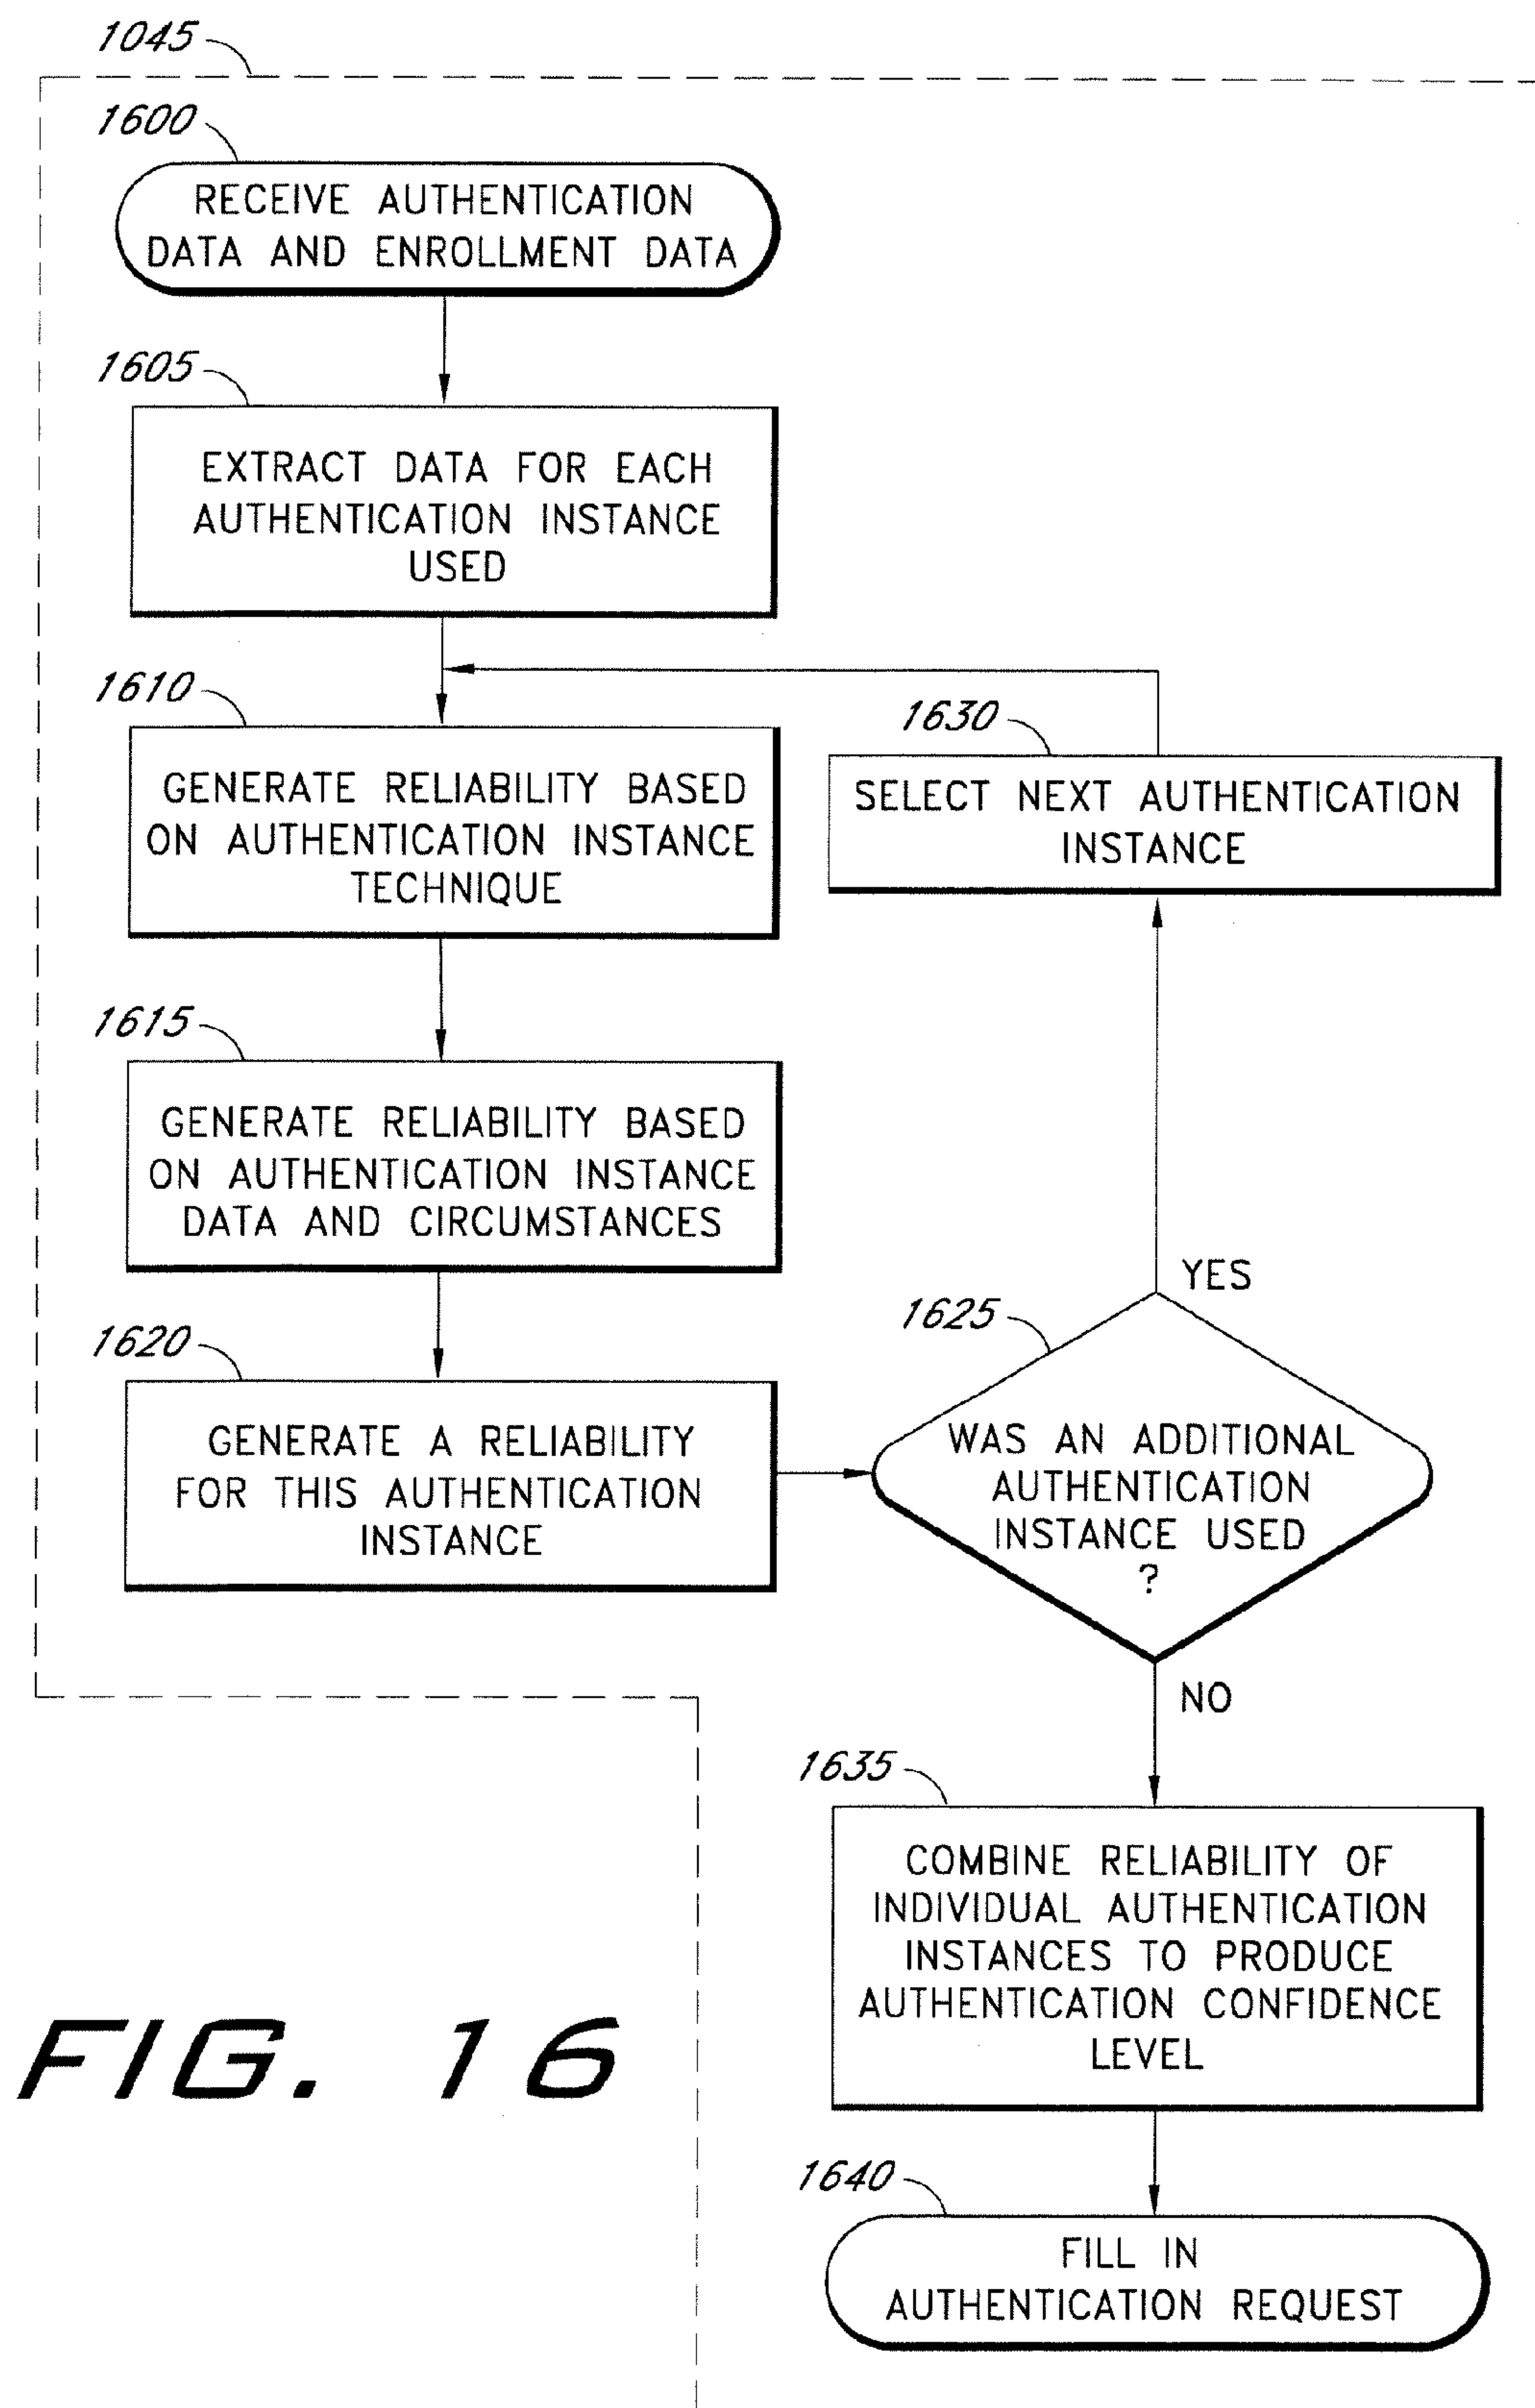 1045
1600
RECEIVE AUTHENTICATION
DATA AND ENROLLMENT DATA
1605
EXTRACT DATA FOR EACH
AUTHENTICATION INSTANCE
USED
1610
GENERATE RELIABILITY BASED
ON AUTHENTICATION INSTANCE
TECHNIQUE
1630
SELECT NEXT AUTHENTICATION
INSTANCE
1615
GENERATE RELIABILITY BASED
ON AUTHENTICATION INSTANCE
DATA AND CIRCUMSTANCES
1620
GENERATE A RELIABILITY
FOR THIS AUTHENTICATION
INSTANCE
YES
1625
WAS AN ADDITIONAL
AUTHENTICATION
INSTANCE USED
?
NO
1635
COMBINE RELIABILITY OF
INDIVIDUAL AUTHENTICATION
INSTANCES TO PRODUCE
AUTHENTICATION CONFIDENCE
LEVEL
1640
FILL IN
AUTHENTICATION REQUEST
FIG. 16